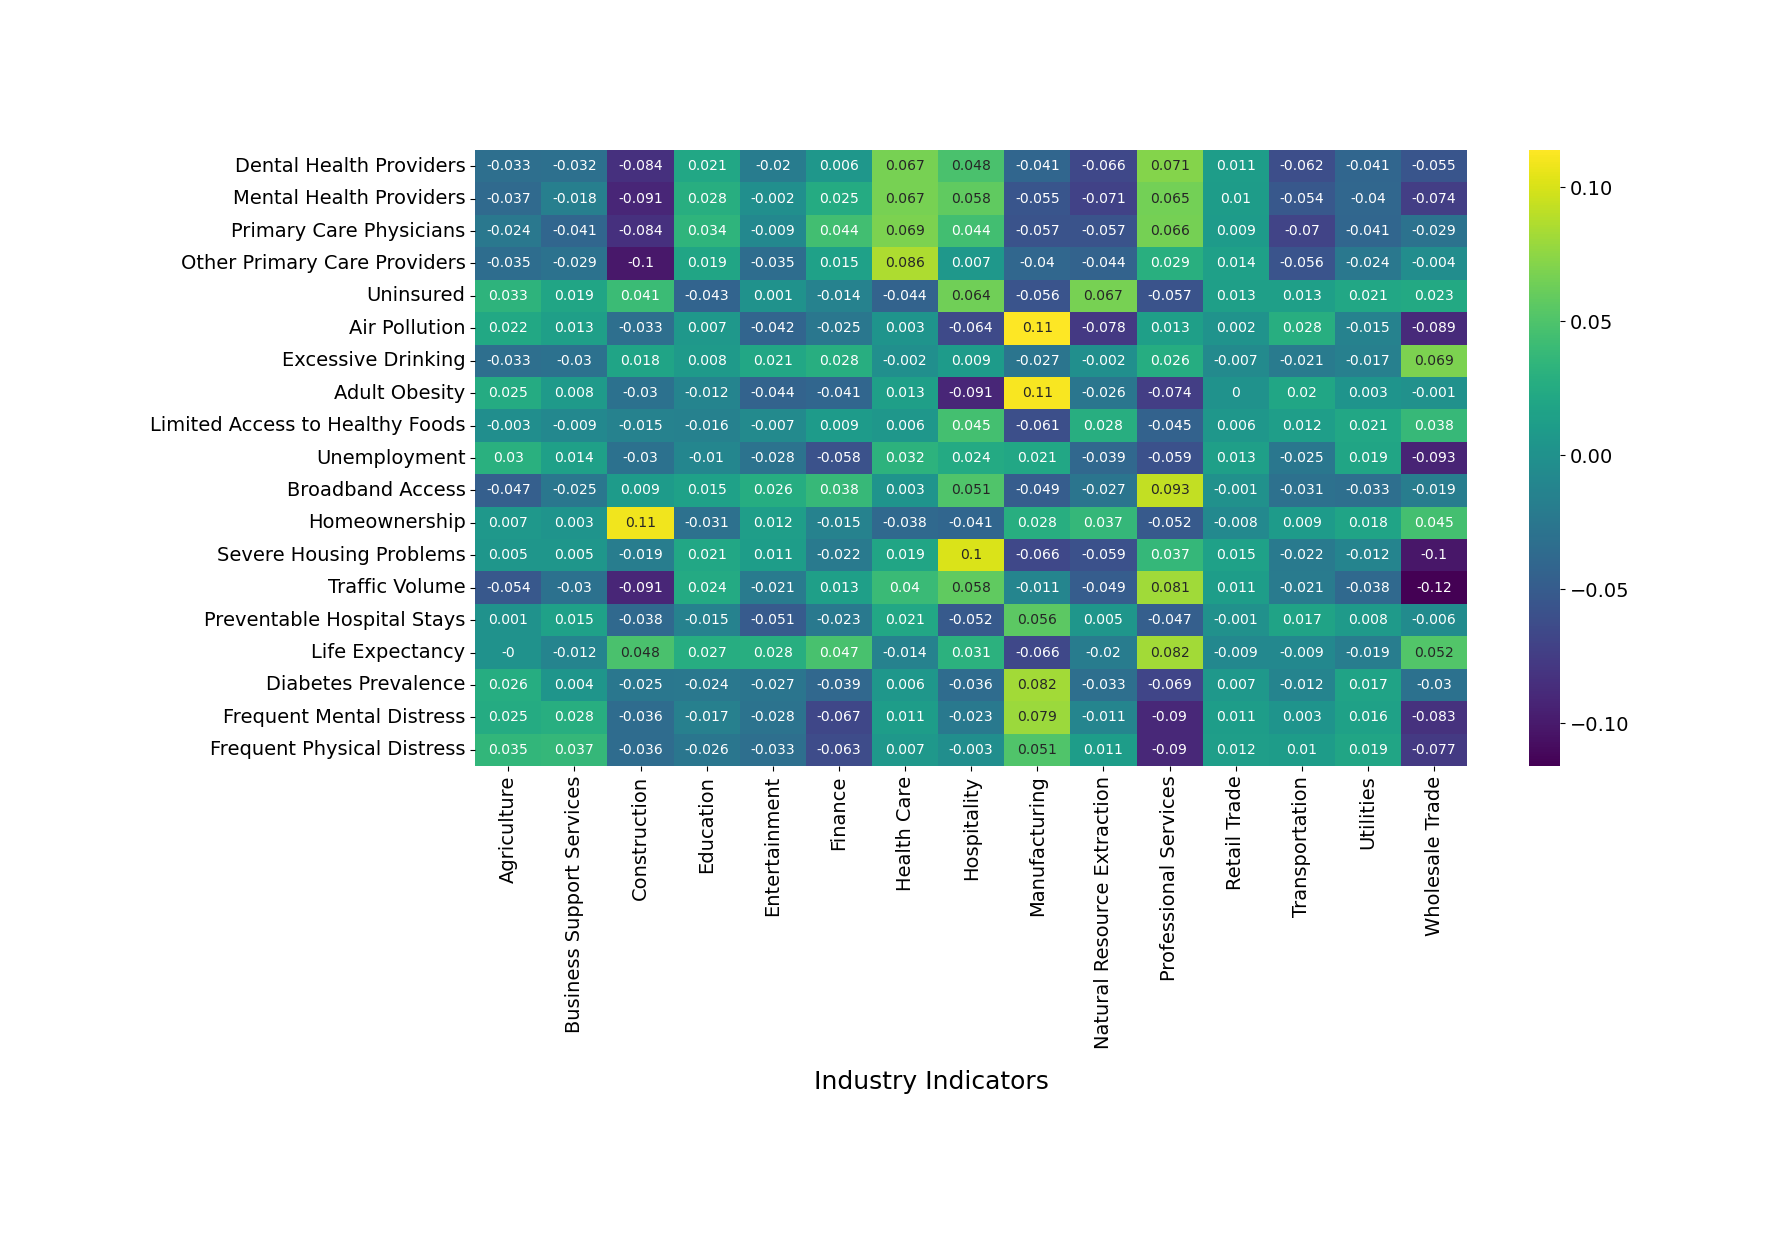 Dental Health Providers -0.033 -0.032 -0.084 0.021 -0.02 0.006 0.067 0.048 -0.041 -0.066 0.071 0.011 -0.062 -0.041 -0.055
Mental Health Providers -0.037 -0.018 -0.091 0.028 -0.002 0.025 0.067 0.058 -0.055 -0.071 0.065 0.01 -0.054 -0.04 -0.074
Primary Care Physicians -0.024 -0.041 -0.084 0.034 -0.009 0.044 0.069 0.044 -0.057 -0.057 0.066 0.009 -0.07 -0.041 -0.029
Other Primary Care Providers -0.035 -0.029 -0.1 0.019 -0.035 0.015 0.086 0.007 -0.04 -0.044 0.029 0.014 -0.056 -0.024 -0.004
Uninsured 0.033 0.019 0.041 -0.043 0.001 -0.014 -0.044 0.064 -0.056 0.067 -0.057 0.013 0.013 0.021 0.023
Air Pollution 0.022 0.013 -0.033 0.007 -0.042 -0.025 0.003 -0.064 0.11 -0.078 0.013 0.002 0.028 -0.015 -0.089
Excessive Drinking -0.033 -0.03 0.018 0.008 0.021 0.028 -0.002 0.009 -0.027 -0.002 0.026 -0.007 -0.021 -0.017 0.069
Adult Obesity 0.025 0.008 -0.03 -0.012 -0.044 -0.041 0.013 -0.091 0.11 -0.026 -0.074 0 0.02 0.003 -0.001
Limited Access to Healthy Foods -0.003 -0.009 -0.015 -0.016 -0.007 0.009 0.006 0.045 -0.061 0.028 -0.045 0.006 0.012 0.021 0.038
Unemployment 0.03 0.014 -0.03 -0.01 -0.028 -0.058 0.032 0.024 0.021 -0.039 -0.059 0.013 -0.025 0.019 -0.093
Broadband Access -0.047 -0.025 0.009 0.015 0.026 0.038 0.003 0.051 -0.049 -0.027 0.093 -0.001 -0.031 -0.033 -0.019
Homeownership 0.007 0.003 0.11 -0.031 0.012 -0.015 -0.038 -0.041 0.028 0.037 -0.052 -0.008 0.009 0.018 0.045
Severe Housing Problems 0.005 0.005 -0.019 0.021 0.011 -0.022 0.019 0.1 -0.066 -0.059 0.037 0.015 -0.022 -0.012 -0.1
Traffic Volume -0.054 -0.03 -0.091 0.024 -0.021 0.013 0.04 0.058 -0.011 -0.049 0.081 0.011 -0.021 -0.038 -0.12
Preventable Hospital Stays 0.001 0.015 -0.038 -0.015 -0.051 -0.023 0.021 -0.052 0.056 0.005 -0.047 -0.001 0.017 0.008 -0.006
Life Expectancy -0 -0.012 0.048 0.027 0.028 0.047 -0.014 0.031 -0.066 -0.02 0.082 -0.009 -0.009 -0.019 0.052
Diabetes Prevalence 0.026 0.004 -0.025 -0.024 -0.027 -0.039 0.006 -0.036 0.082 -0.033 -0.069 0.007 -0.012 0.017 -0.03
Frequent Mental Distress 0.025 0.028 -0.036 -0.017 -0.028 -0.067 0.011 -0.023 0.079 -0.011 -0.09 0.011 0.003 0.016 -0.083
Frequent Physical Distress 0.035 0.037 -0.036 -0.026 -0.033 -0.063 0.007 -0.003 0.051 0.011 -0.09 0.012 0.01 0.019 -0.077
Agriculture
Business Support Services
Construction
Education
Entertainment
Finance
Health Care
Hospitality
Manufacturing
Natural Resource Extraction
Professional Services
Retail Trade
Transportation
Utilities
Wholesale Trade
Industry Indicators
0.10
0.05
0.00
−0.05
−0.10